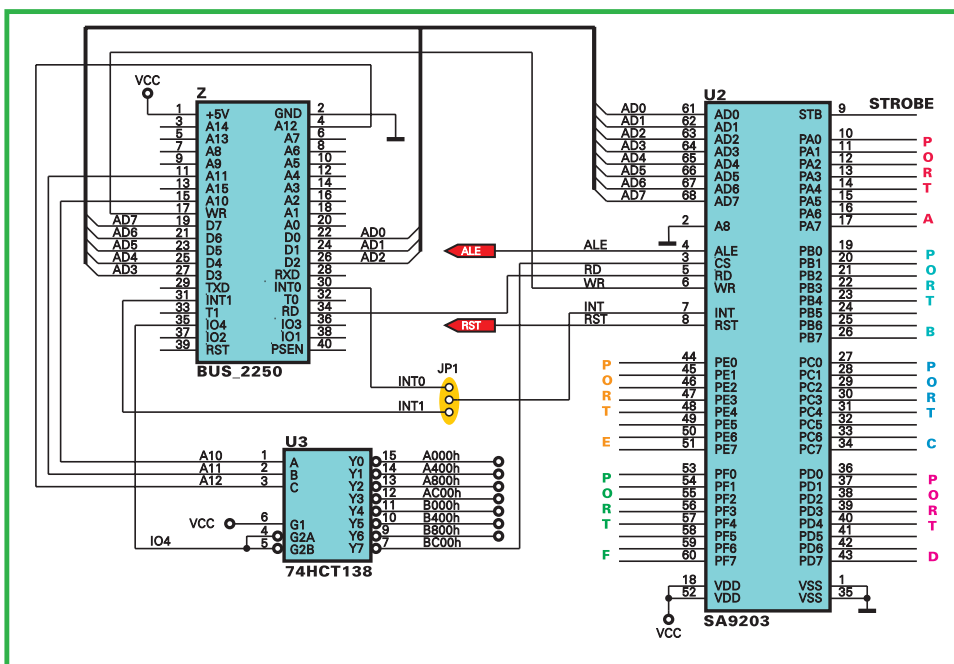 VCC
Z
1 +5V GND 2
3 A14 A12 4
5 A13 A7 6
7 A8 A6 8
9 A9 A5 10
11 A11 A4 12
13 A15 A3 14
15 A10 A2 16
17 WR A1 18
AD7 19 D7 A0 20
AD6 21 D6 D0 22 AD0
AD5 23 D5 D1 24 AD1
AD4 25 D4 D2 26 AD2
AD3 27 D3 RXD 28
29 TXD INT0 30
31 INT1 T0 32
33 T1 RD 34
35 IO4 IO3 36
37 IO2 IO1 38
39 RST PSEN 40
BUS_2250
U2
AD0 61 AD0 STB 9 STROBE
AD1 62 AD1
AD2 63 AD2 PA0 10
AD3 64 AD3 PA1 11
AD4 65 AD4 PA2 12
AD5 66 AD5 PA3 13
AD6 67 AD6 PA4 14
AD7 68 AD7 PA5 15
PA6 16
2 A8 PA7 17
PORT A
ALE
ALE 4 ALE PB0 19
3 CS PB1 20
RD 5 RD PB2 21
WR 6 WR PB3 22
PB4 23
INT 7 INT PB5 24
RST
RST 8 RST PB6 25
PB7 26
PORT B
44 PE0 PC0 27
45 PE1 PC1 28
46 PE2 PC2 29
47 PE3 PC3 30
48 PE4 PC4 31
49 PE5 PC5 32
50 PE6 PC6 33
51 PE7 PC7 34
PORT E
PORT C
53 PF0 PD0 36
54 PF1 PD1 37
55 PF2 PD2 38
56 PF3 PD3 39
57 PF4 PD4 40
58 PF5 PD5 41
59 PF6 PD6 42
60 PF7 PD7 43
PORT F
PORT D
18 VDD VSS 1
52 VDD VSS 35
VCC
SA9203
JP1
INT0
INT1
U3
A10 1 A Y0 15 A000h
A11 2 B Y1 14 A400h
A12 3 C Y2 13 A800h
Y3 12 AC00h
Y4 11 B000h
VCC 6 G1 Y5 10 B400h
4 G2A Y6 9 B800h
IO4 5 G2B Y7 7 BC00h
74HCT138